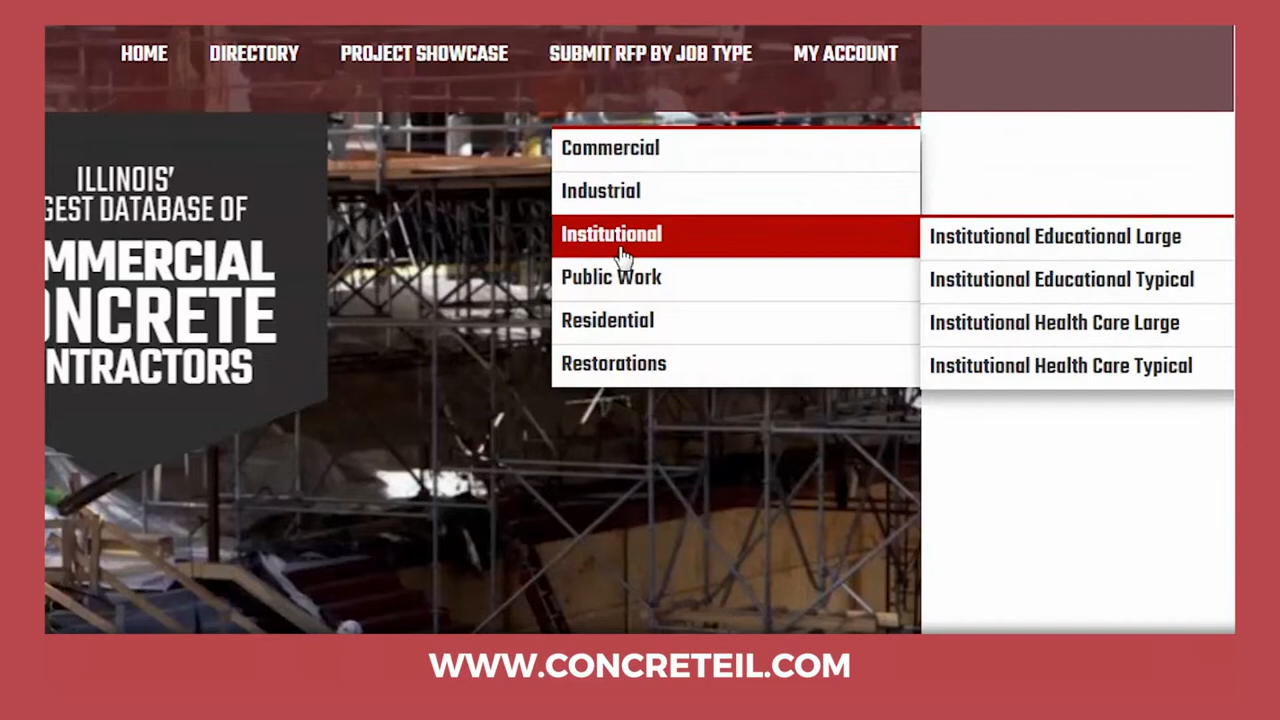 HOME DIRECTORY PROJECT SHOWCASE SUBMIT RFP BY JOB TYPE MY ACCOUNT
ILLINOIS'
GEST DATABASE OF
MMERCIAL
ONCRETE
NTRACTORS
Commercial
Industrial
Institutional
Public Work
Residential
Restorations
Institutional Educational Large
Institutional Educational Typical
Institutional Health Care Large
Institutional Health Care Typical
WWW.CONCRETEIL.COM